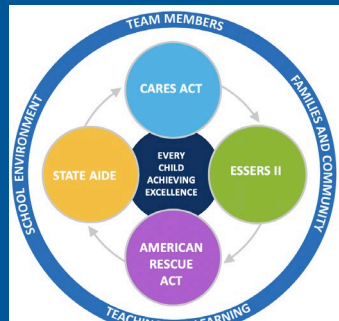 TEAM MEMBERS
SCHOOL ENVIRONMENT
FAMILIES AND COMMUNITY
CARES ACT
STATE AIDE
EVERY
CHILD
ACHIEVING
EXCELLENCE
ESSERS II
AMERICAN
RESCUE
ACT